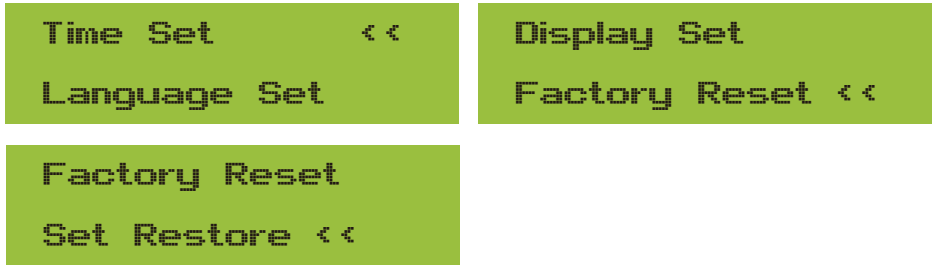 Time Set <<
Language Set
Display Set
Factory Reset <<
Factory Reset
Set Restore <<